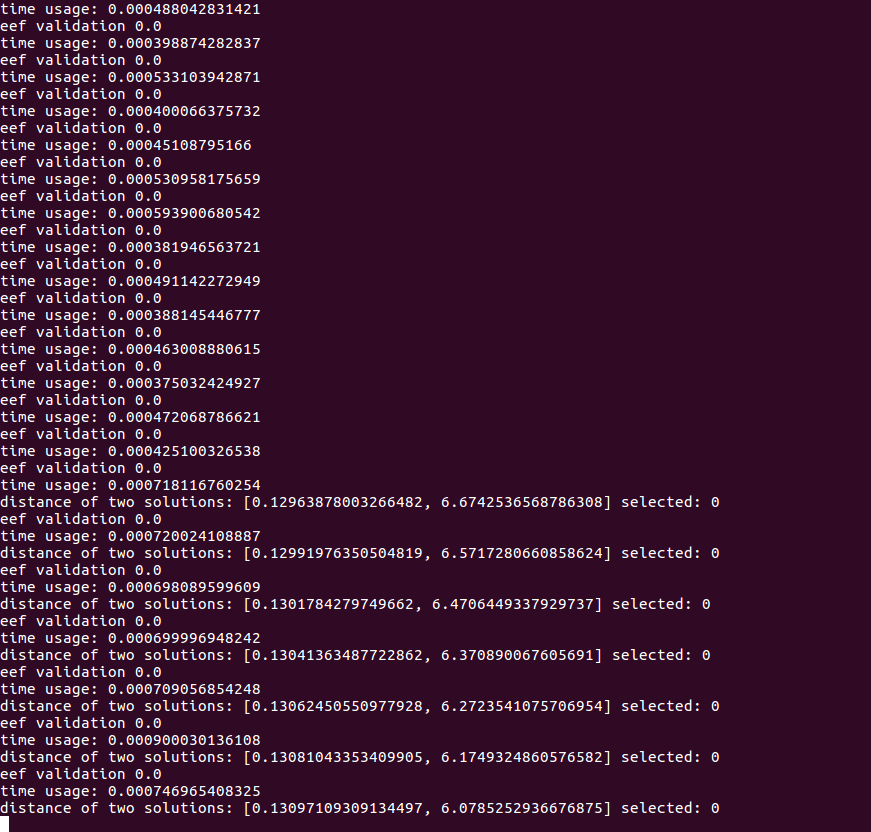 time usage: 0.000488042831421
eef validation 0.0
time usage: 0.000398874282837
eef validation 0.0
time usage: 0.000533103942871
eef validation 0.0
time usage: 0.000400066375732
eef validation 0.0
time usage: 0.00045108795166
eef validation 0.0
time usage: 0.000530958175659
eef validation 0.0
time usage: 0.000593900680542
eef validation 0.0
time usage: 0.000381946563721
eef validation 0.0
time usage: 0.000491142272949
eef validation 0.0
time usage: 0.000388145446777
eef validation 0.0
time usage: 0.000463008880615
eef validation 0.0
time usage: 0.000375032424927
eef validation 0.0
time usage: 0.000472068786621
eef validation 0.0
time usage: 0.000425100326538
eef validation 0.0
time usage: 0.000718116760254
distance of two solutions: [0.12963878003266482, 6.6742536568786308] selected: 0
eef validation 0.0
time usage: 0.000720024108887
distance of two solutions: [0.12991976350504819, 6.5717280660858624] selected: 0
eef validation 0.0
time usage: 0.000698089599609
distance of two solutions: [0.1301784279749662, 6.4706449337929737] selected: 0
eef validation 0.0
time usage: 0.000699996948242
distance of two solutions: [0.13041363487722862, 6.370890067605691] selected: 0
eef validation 0.0
time usage: 0.000709056854248
distance of two solutions: [0.13062450550977928, 6.2723541075706954] selected: 0
eef validation 0.0
time usage: 0.000900030136108
distance of two solutions: [0.13081043353409905, 6.1749324860576582] selected: 0
eef validation 0.0
time usage: 0.000746965408325
distance of two solutions: [0.13097109309134497, 6.0785252936676875] selected: 0